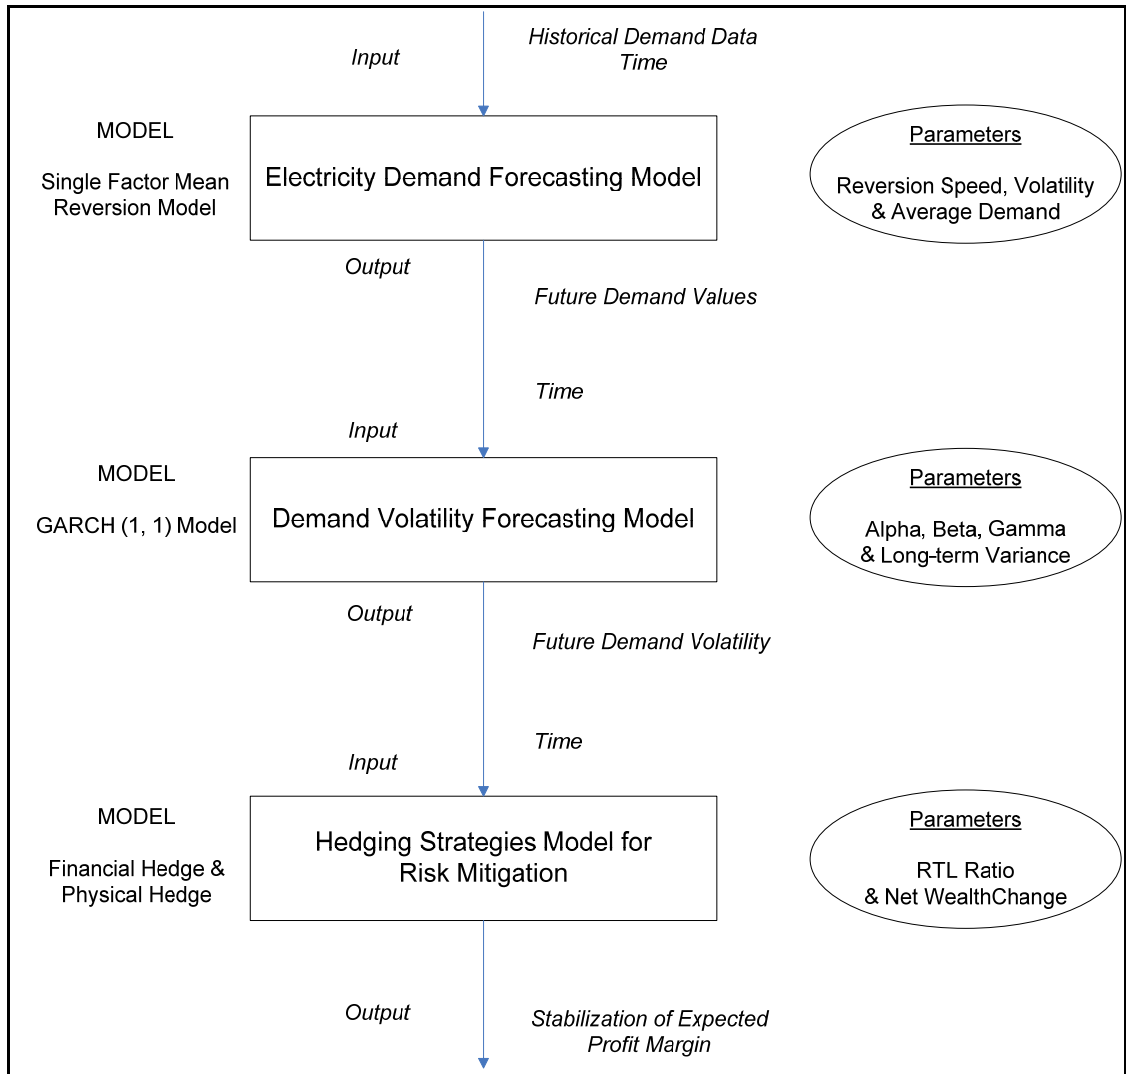 Historical Demand Data
Time
Input
MODEL
Single Factor Mean
Reversion Model
Electricity Demand Forecasting Model
Parameters
Reversion Speed, Volatility
& Average Demand
Output
Future Demand Values
Time
Input
MODEL
GARCH (1, 1) Model
Demand Volatility Forecasting Model
Parameters
Alpha, Beta, Gamma
& Long-term Variance
Output
Future Demand Volatility
Time
Input
MODEL
Financial Hedge &
Physical Hedge
Hedging Strategies Model for
Risk Mitigation
Parameters
RTL Ratio
& Net WealthChange
Output
Stabilization of Expected
Profit Margin